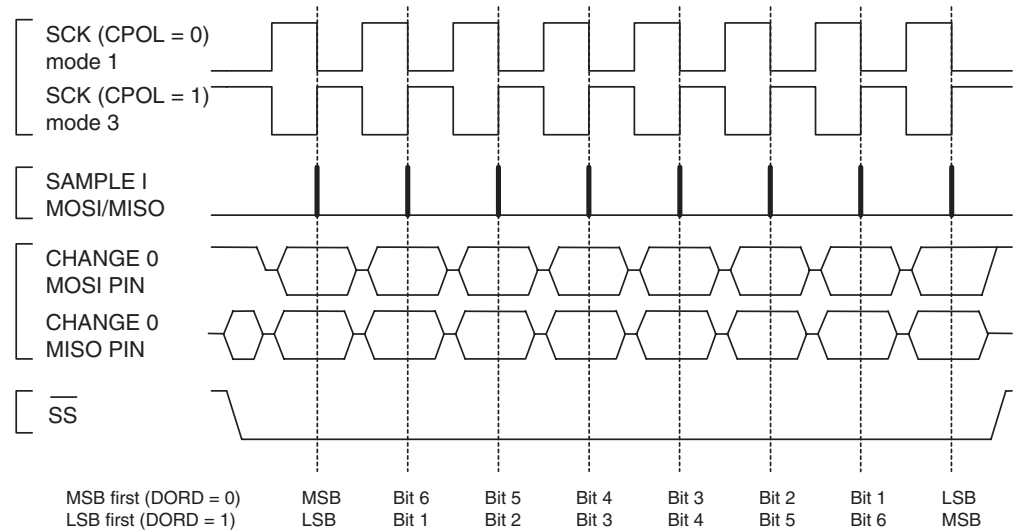 SCK (CPOL = 0)
mode 1
SCK (CPOL = 1)
mode 3
SAMPLE I
MOSI/MISO
CHANGE 0
MOSI PIN
CHANGE 0
MISO PIN
SS
MSB first (DORD = 0) MSB Bit 6 Bit 5 Bit 4 Bit 3 Bit 2 Bit 1 LSB
LSB first (DORD = 1) LSB Bit 1 Bit 2 Bit 3 Bit 4 Bit 5 Bit 6 MSB